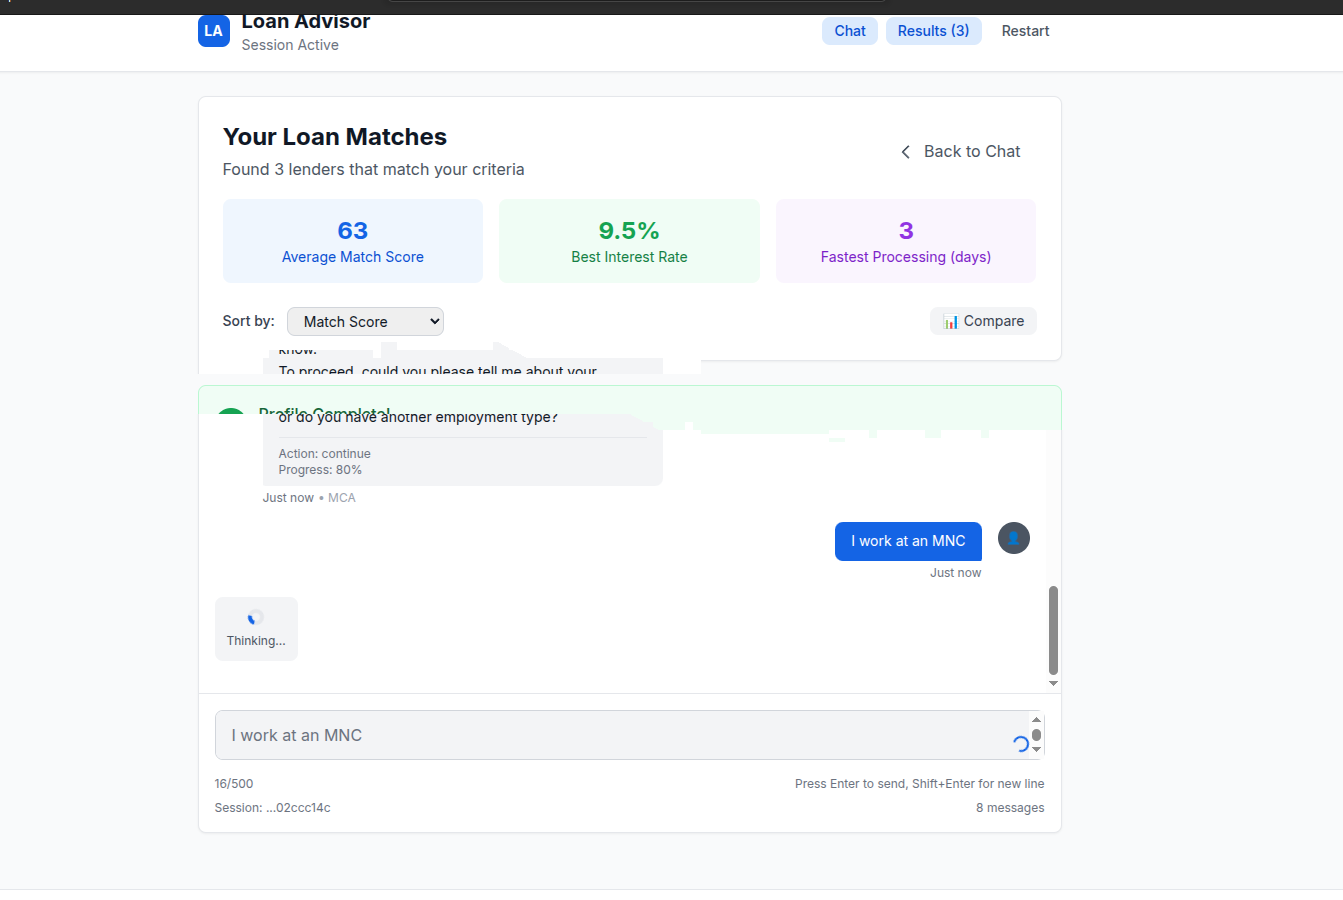 LA
Loan Advisor
Session Active
Chat
Results (3)
Restart
Your Loan Matches
Found 3 lenders that match your criteria
Back to Chat
63
Average Match Score
9.5%
Best Interest Rate
3
Fastest Processing (days)
Sort by:
Match Score
📊 Compare
know.
To proceed, could you please tell me about your
Profile Complete!
or do you have another employment type?
Action: continue
Progress: 80%
Just now • MCA
I work at an MNC
Just now
Thinking...
I work at an MNC
16/500
Press Enter to send, Shift+Enter for new line
Session: ...02ccc14c
8 messages